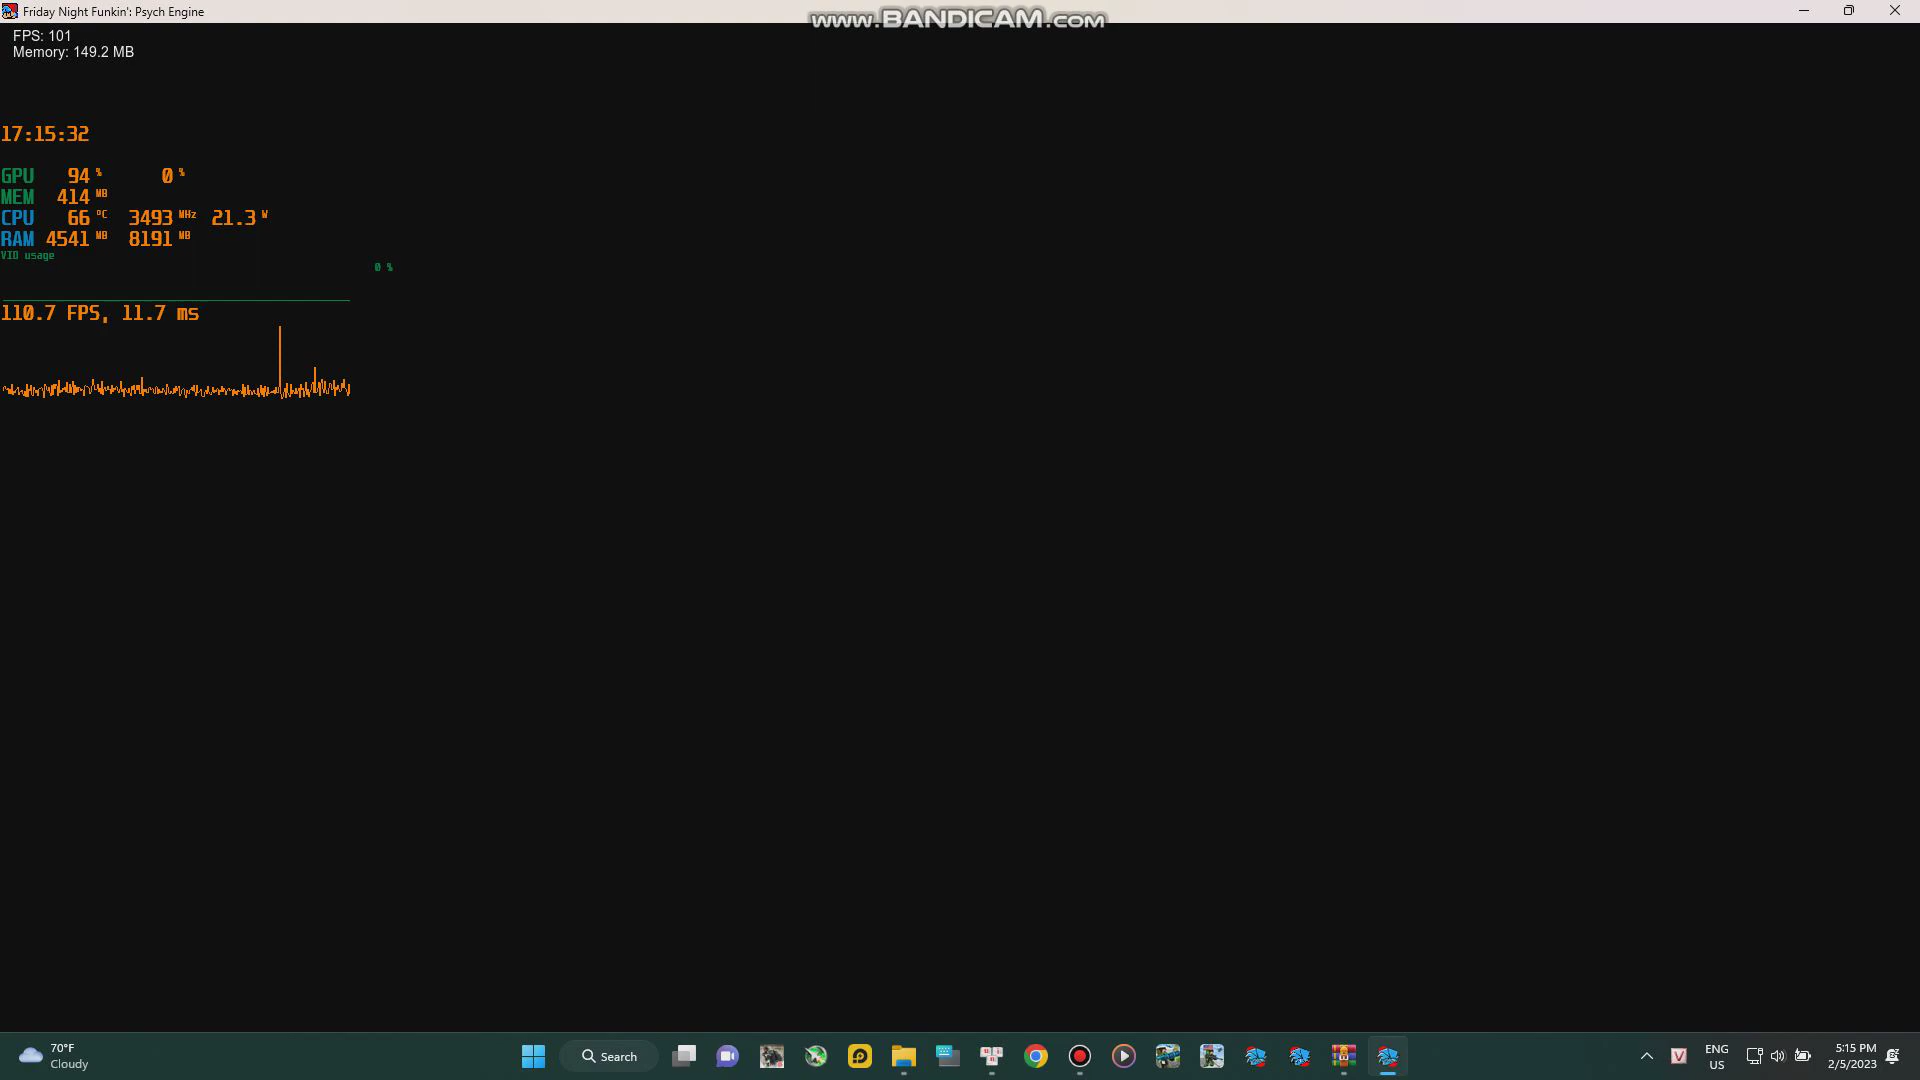 Friday Night Funkin': Psych Engine
www.BANDICAM.com
FPS: 101
Memory: 149.2 MB
17:15:32
GPU 94 % 0 %
MEM 414 MB
CPU 66 °C 3493 MHz 21.3 W
RAM 4541 MB 8191 MB
VID usage
0 %
110.7 FPS, 11.7 ms
70°F
Cloudy
Search
V
ENG
US
5:15 PM
2/5/2023